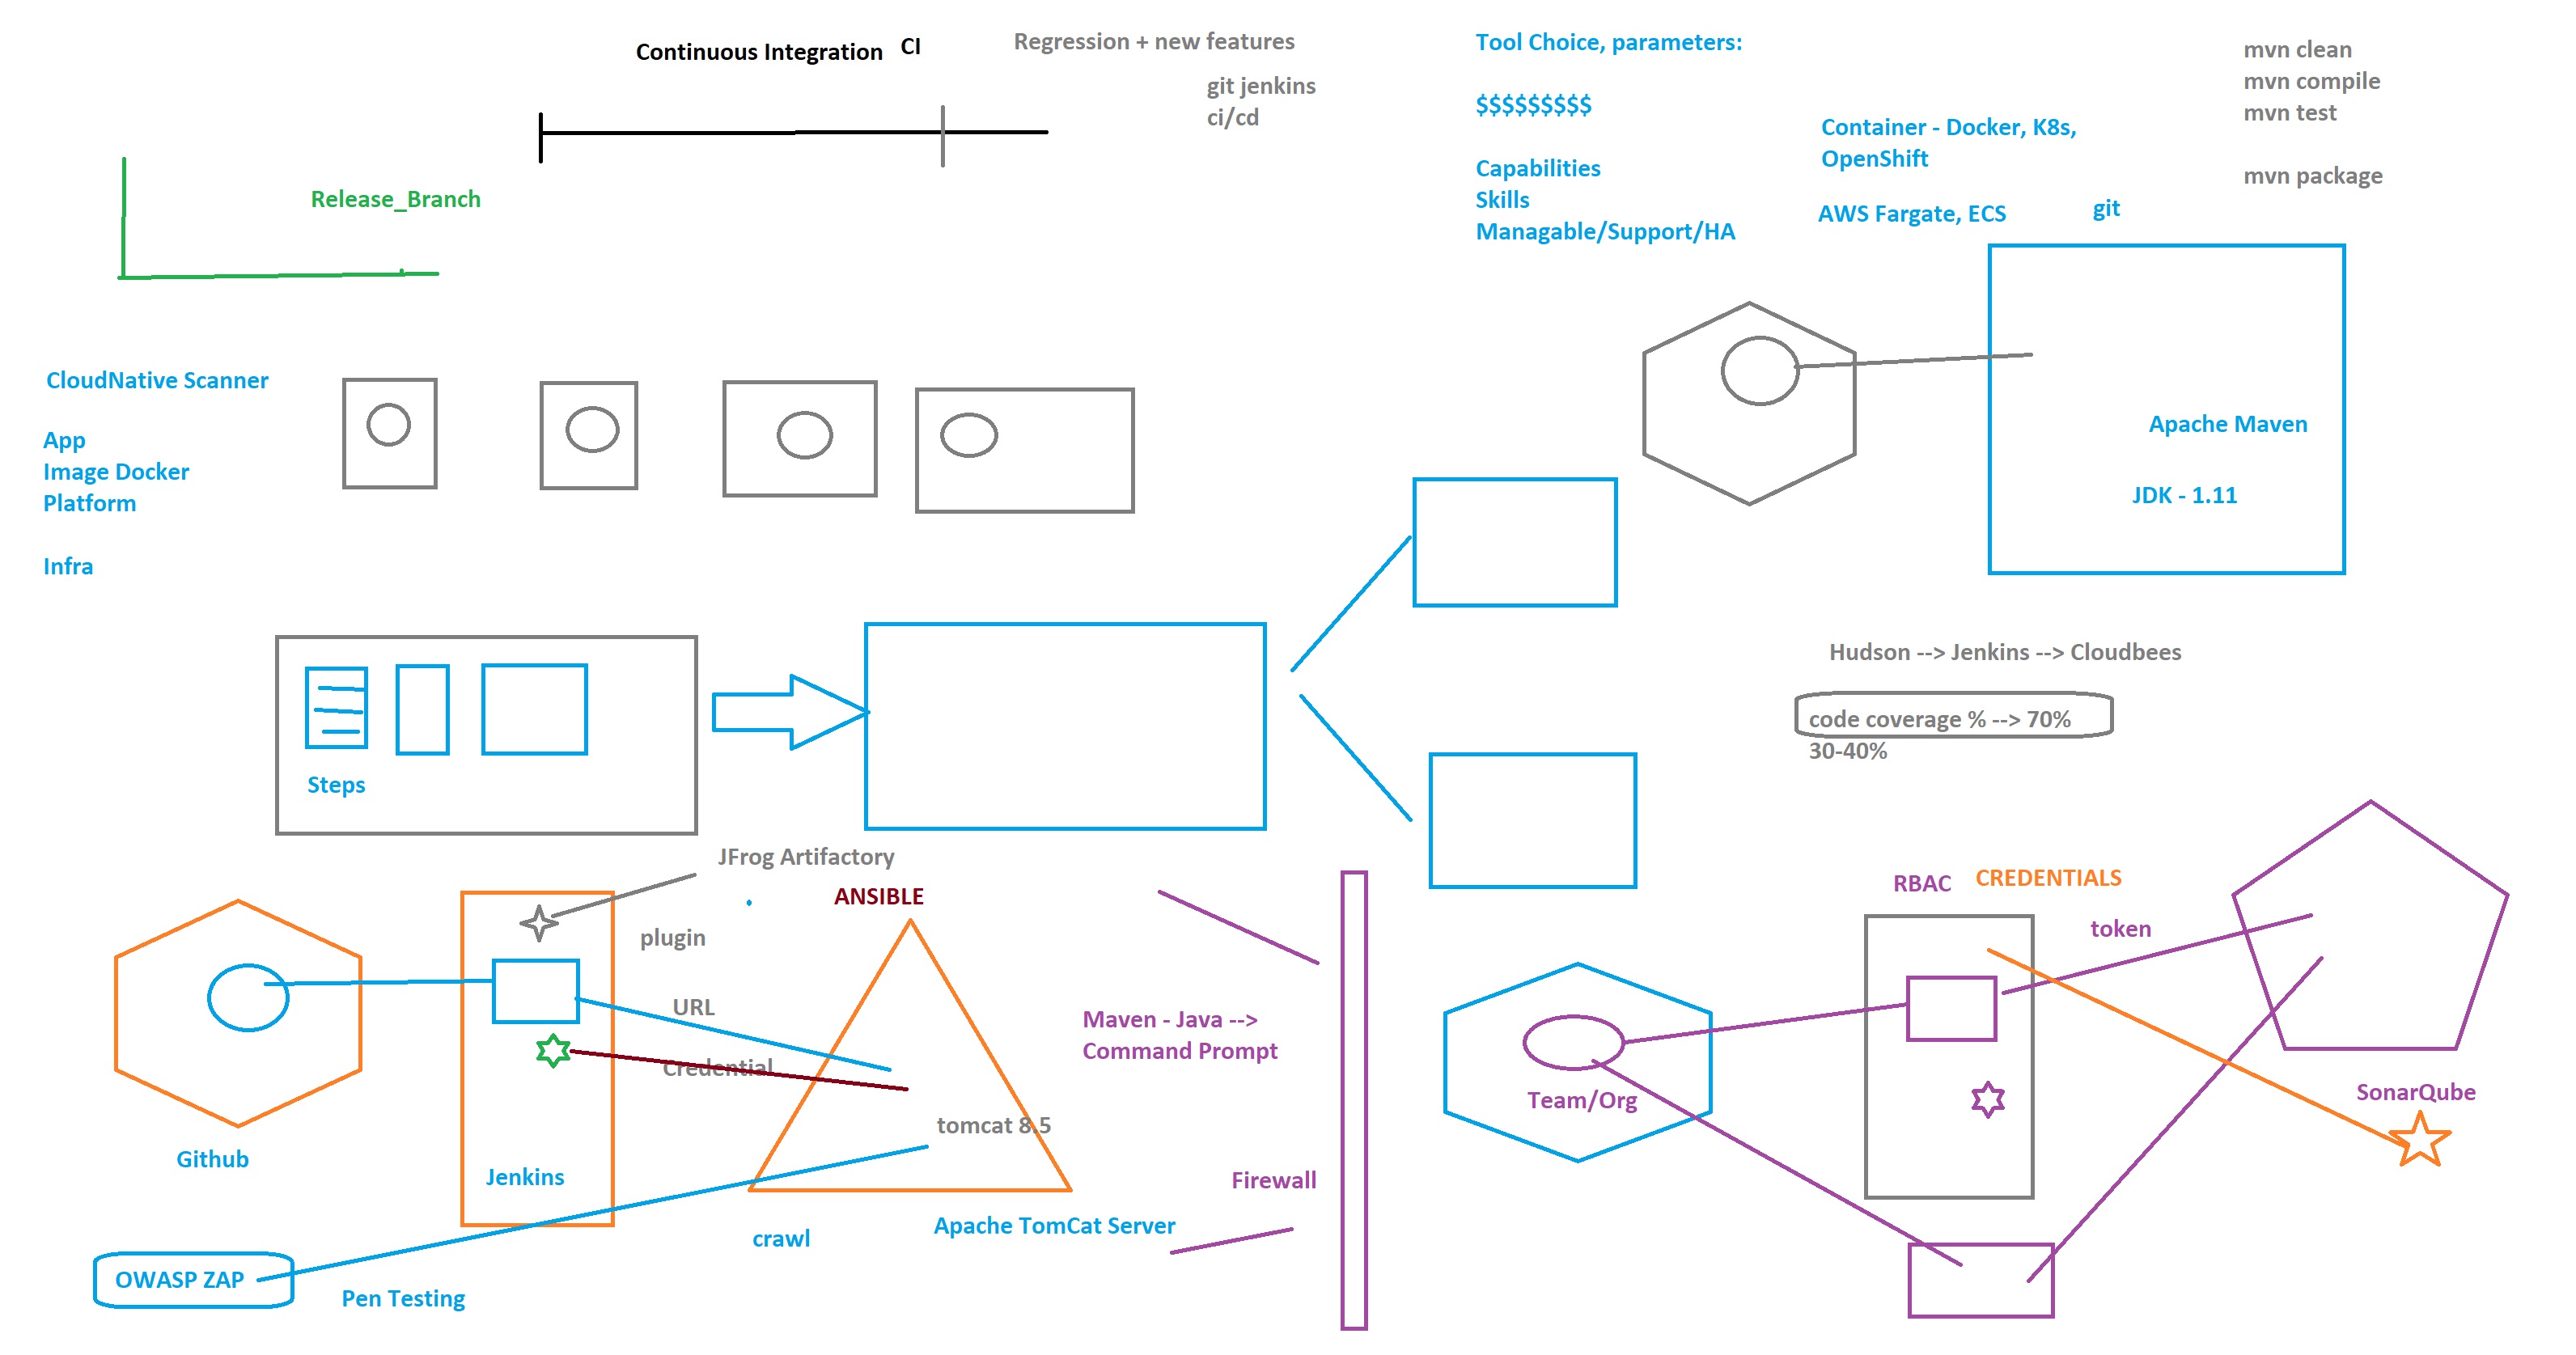 Continuous Integration
CI
Regression + new features
git jenkins
ci/cd
Tool Choice, parameters:
$$$$$$$$$
Capabilities
Skills
Managable/Support/HA
Container - Docker, K8s,
OpenShift
AWS Fargate, ECS
git
mvn clean
mvn compile
mvn test
mvn package
Release_Branch
CloudNative Scanner
App
Image Docker
Platform
Infra
Apache Maven
JDK - 1.11
Hudson --> Jenkins --> Cloudbees
code coverage % --> 70%
30-40%
Steps
JFrog Artifactory
ANSIBLE
plugin
URL
Credential
tomcat 8.5
Github
Jenkins
Apache TomCat Server
crawl
OWASP ZAP
Pen Testing
Maven - Java -->
Command Prompt
Firewall
Team/Org
RBAC
CREDENTIALS
token
SonarQube